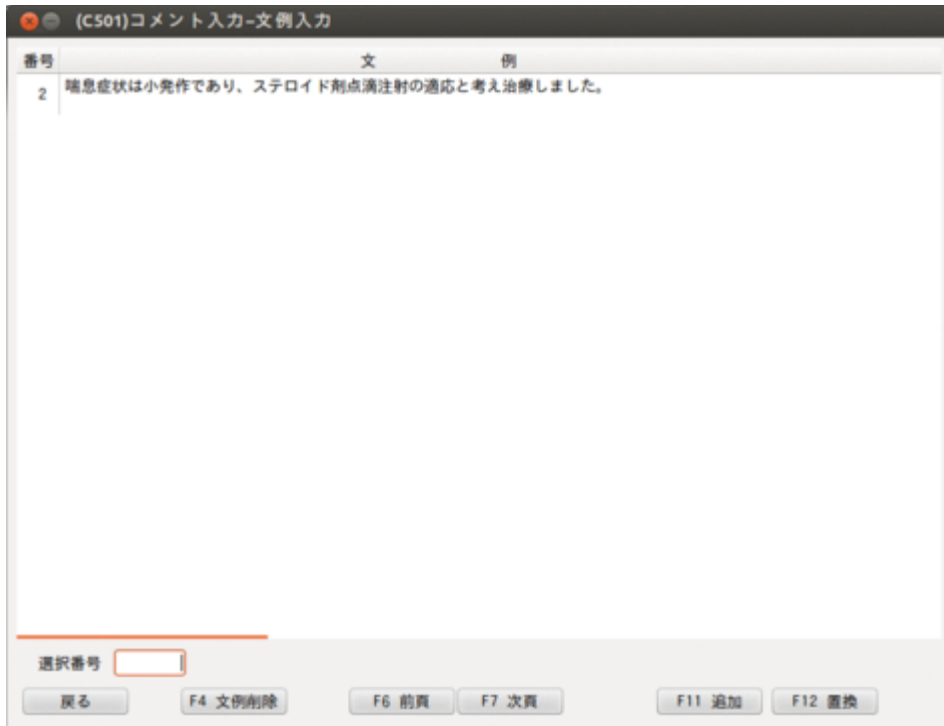 (C501)コメント入力-文例入力
番号 文 例
2 喘息症状は小発作であり、ステロイド剤点滴注射の適応と考え治療しました。
選択番号
戻る F4 文例削除 F6 前頁 F7 次頁 F11 追加 F12 置換